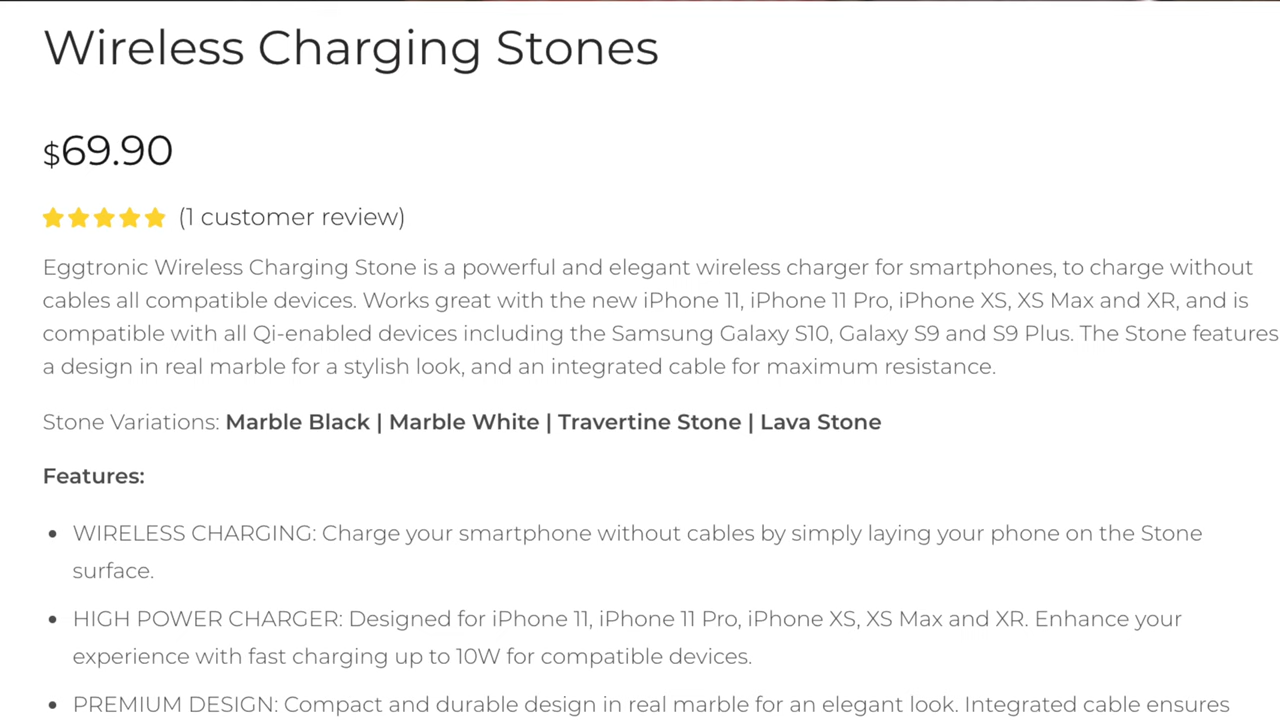 Wireless Charging Stones
$69.90
(1 customer review)
Eggtronic Wireless Charging Stone is a powerful and elegant wireless charger for smartphones, to charge without
cables all compatible devices. Works great with the new iPhone 11, iPhone 11 Pro, iPhone XS, XS Max and XR, and is
compatible with all Qi-enabled devices including the Samsung Galaxy S10, Galaxy S9 and S9 Plus. The Stone features
a design in real marble for a stylish look, and an integrated cable for maximum resistance.
Stone Variations: Marble Black | Marble White | Travertine Stone | Lava Stone
Features:
• WIRELESS CHARGING: Charge your smartphone without cables by simply laying your phone on the Stone
surface.
• HIGH POWER CHARGER: Designed for iPhone 11, iPhone 11 Pro, iPhone XS, XS Max and XR. Enhance your
experience with fast charging up to 10W for compatible devices.
• PREMIUM DESIGN: Compact and durable design in real marble for an elegant look. Integrated cable ensures